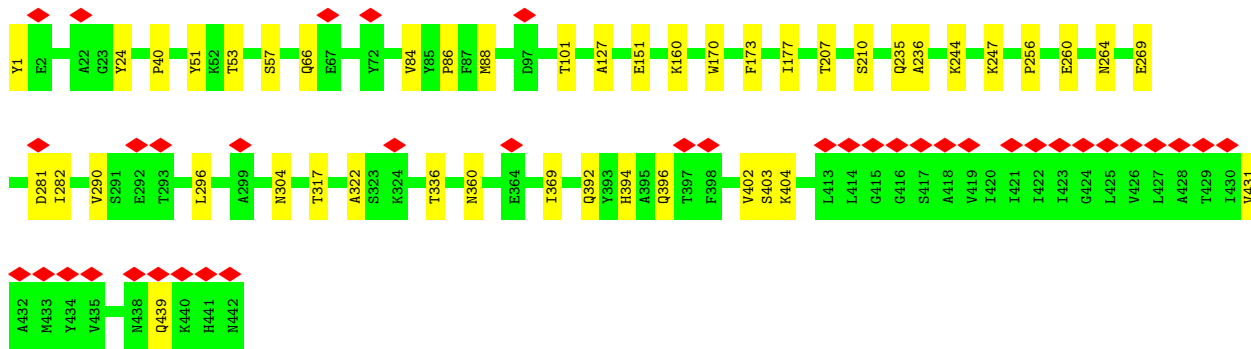 Y1 E2 A22 G23 Y24 P40 Y51 K52 T53 S57 Q66 E67 Y72 V84 Y85 P86 F87 M88 D97 T101 A127 E151 K160 W170 F173 I177 T207 S210 Q235 A236 K244 K247 P256 E260 N264 E269
D281 I282 V290 S291 E292 T293 L296 A299 N304 T317 A322 S323 K324 T336 N360 E364 I369 Q392 Y393 H394 A395 Q396 T397 F398 V402 S403 K404 L413 L414 G415 G416 S417 A418 V419 I420 I421 I422 I423 G424 L425 V426 L427 A428 T429 I430 V431
A432 M433 Y434 V435 N438 Q439 K440 H441 N442